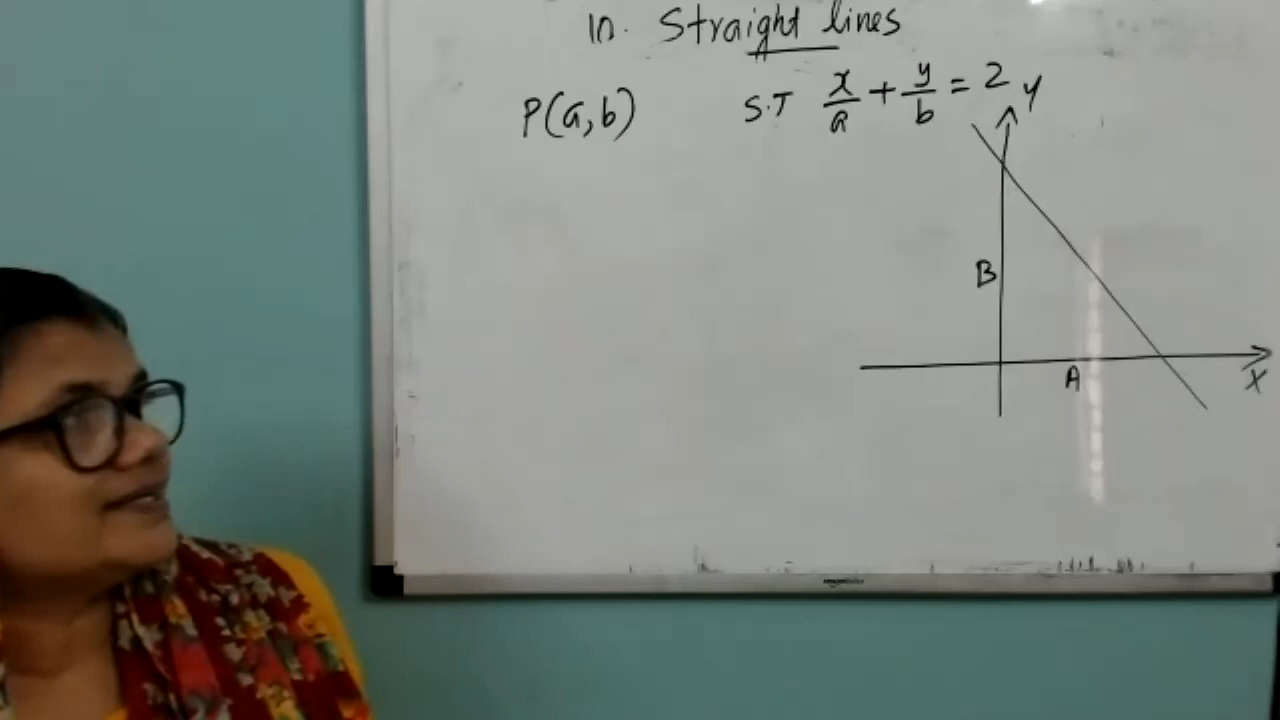 10. Straight lines
P(a,b) S.T x/a + y/b = 2
y
B
A
X